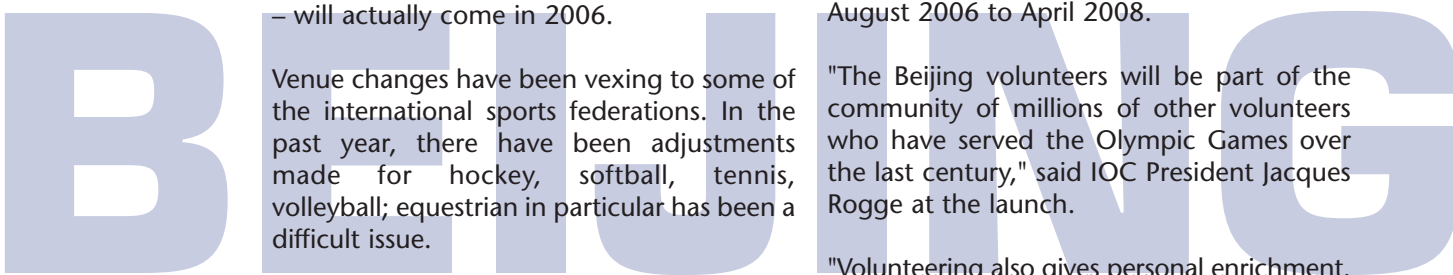 BEIJING
– will actually come in 2006.
Venue changes have been vexing to some of
the international sports federations. In the
past year, there have been adjustments
made for hockey, softball, tennis,
volleyball; equestrian in particular has been a
difficult issue.
August 2006 to April 2008.
"The Beijing volunteers will be part of the
community of millions of other volunteers
who have served the Olympic Games over
the last century," said IOC President Jacques
Rogge at the launch.
"Volunteering also gives personal enrichment.